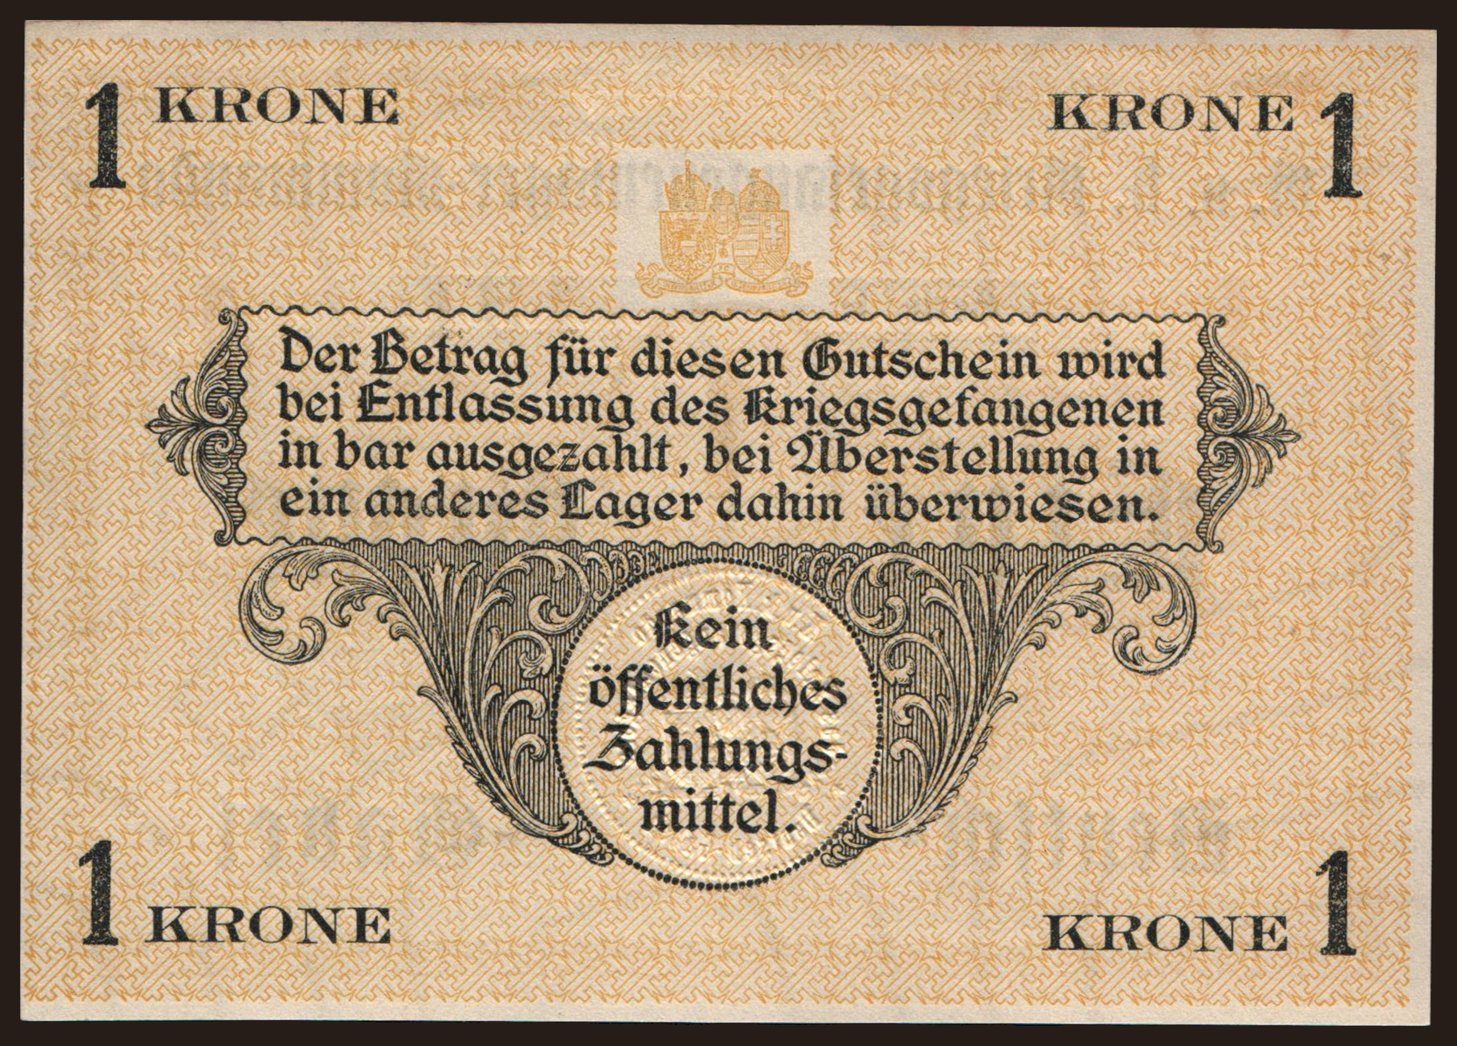 1 KRONE KRONE 1
Der Betrag für diesen Gutschein wird
bei Entlassung des Kriegsgefangenen
in bar ausgezahlt, bei Überstellung in
ein anderes Lager dahin überwiesen.
Kein
öffentliches
Zahlungs-
mittel.
1 KRONE KRONE 1